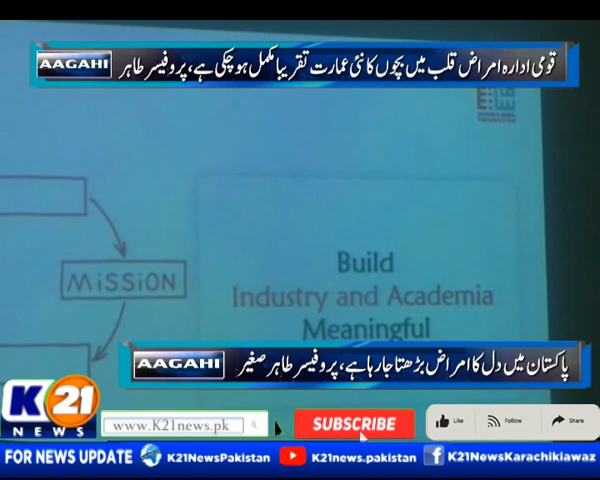 AAGAHI
قومی ادارہ امراض قلب میں بچوں کا نئی عمارت تقریبا مکمل ہو چکی ہے، پروفیسر طاہر
MiSSiON
Build
Industry and Academia
Meaningful
AAGAHI
پاکستان میں دل کا امراض بڑھتا جا رہا ہے، پروفیسر طاہر صغیر
K21
NEWS
www.K21news.pk
SUBSCRIBE
Like
Follow
Share
FOR NEWS UPDATE
K21NewsPakistan
K21news.pakistan
K21NewsKarachikiawaz